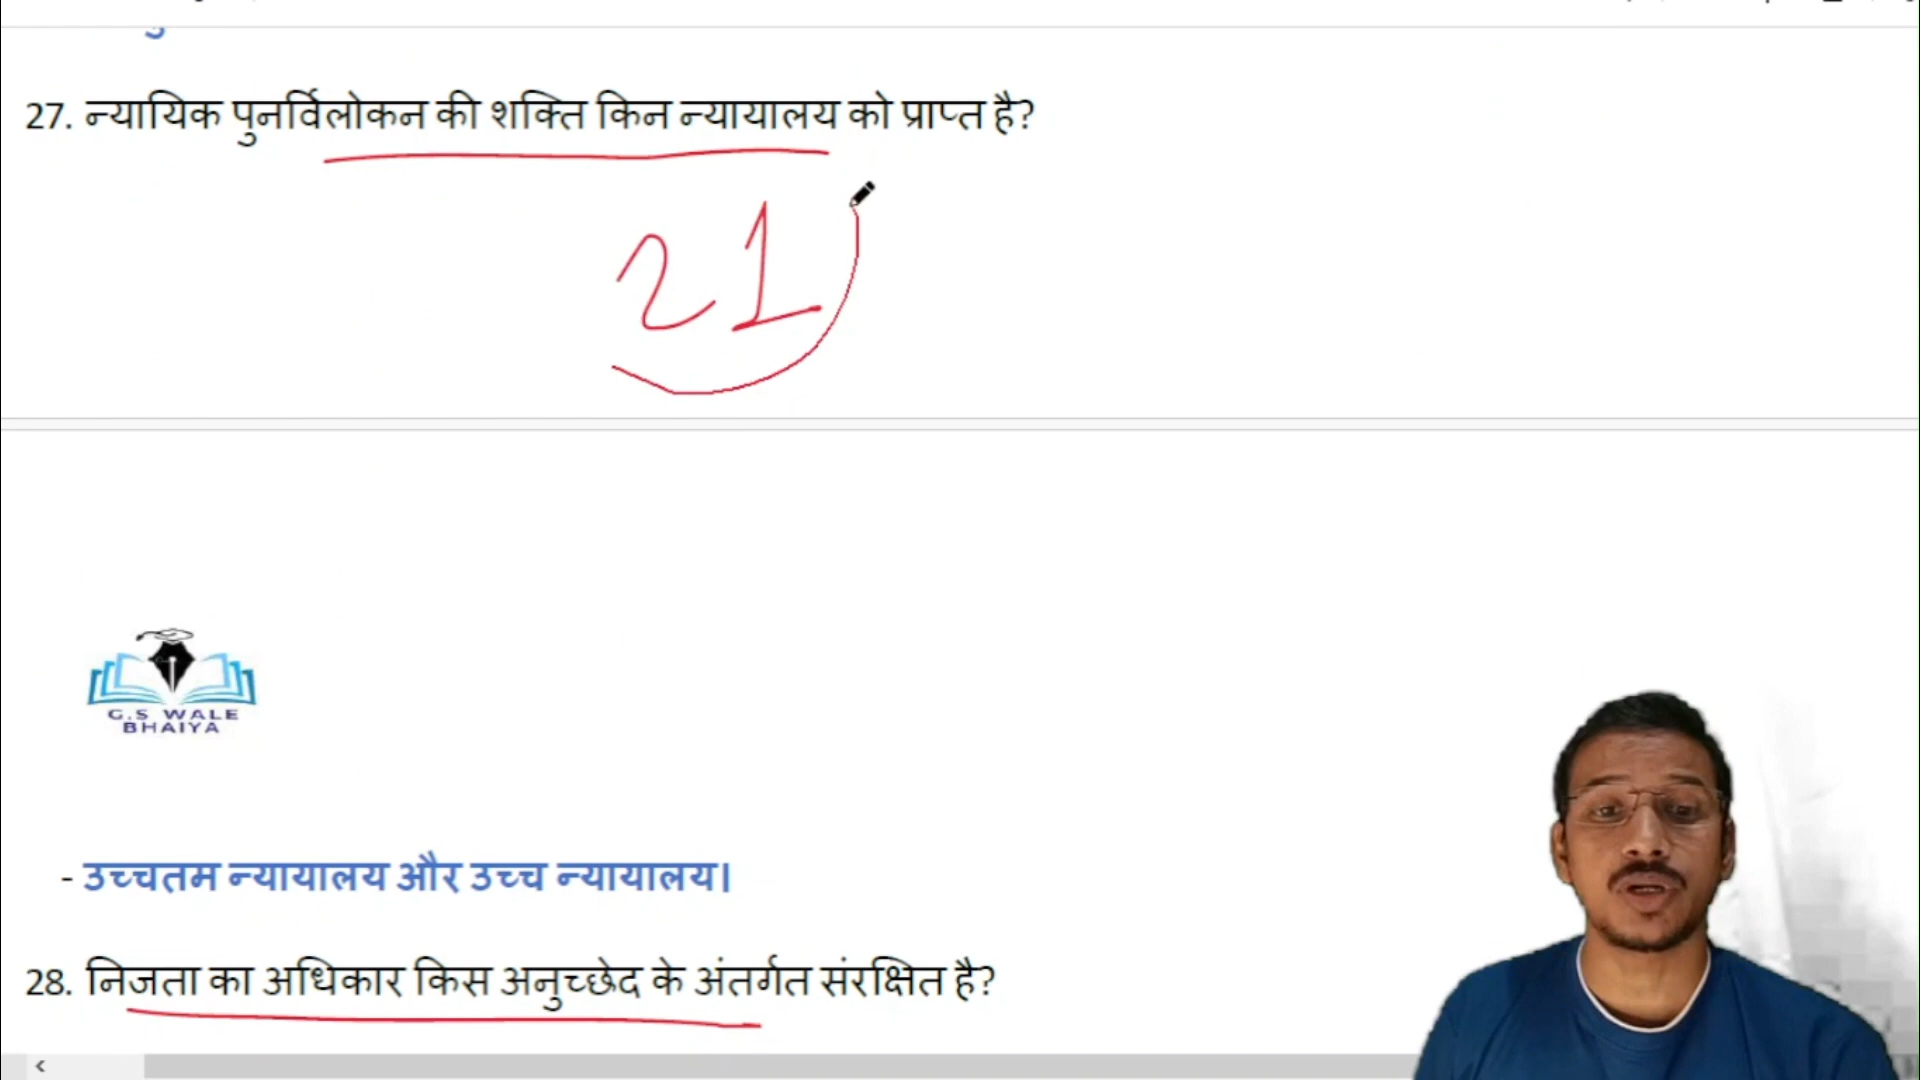 27. न्यायिक पुनर्विलोकन की शक्ति किन न्यायालय को प्राप्त है?
21
G.S WALE
BHAIYA
- उच्चतम न्यायालय और उच्च न्यायालय।
28. निजता का अधिकार किस अनुच्छेद के अंतर्गत संरक्षित है?